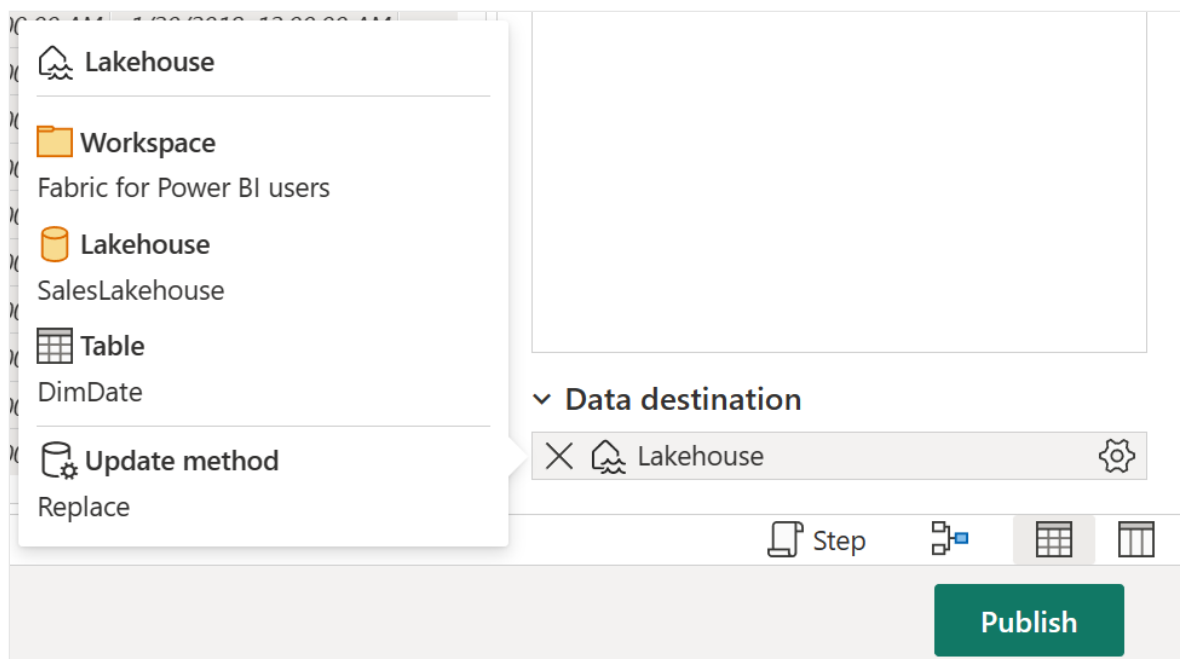 Lakehouse
Workspace
Fabric for Power BI users
Lakehouse
SalesLakehouse
Table
DimDate
Update method
Replace
Data destination
Lakehouse
Step
Publish